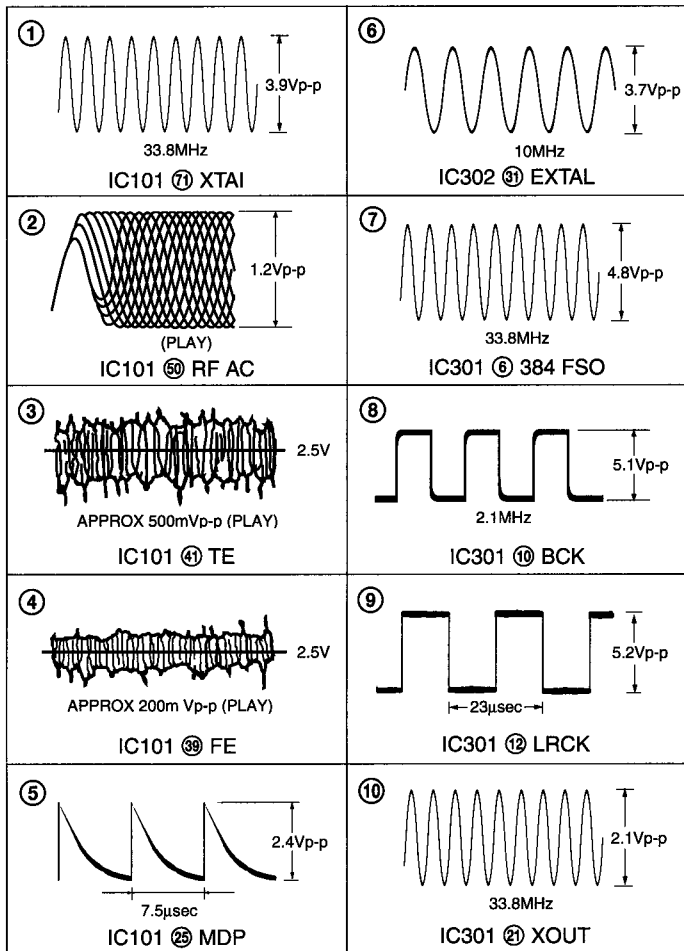 ①
3.9Vp-p
33.8MHz
IC101 ㉛ XTAI
②
1.2Vp-p
(PLAY)
IC101 ㊿ RF AC
③
2.5V
APPROX 500mVp-p (PLAY)
IC101 ㊶ TE
④
2.5V
APPROX 200m Vp-p (PLAY)
IC101 ㊴ FE
⑤
2.4Vp-p
7.5µsec
IC101 ㉕ MDP
⑥
3.7Vp-p
10MHz
IC302 ㉛ EXTAL
⑦
4.8Vp-p
33.8MHz
IC301 ⑥ 384 FSO
⑧
5.1Vp-p
2.1MHz
IC301 ⑩ BCK
⑨
5.2Vp-p
23µsec
IC301 ⑫ LRCK
⑩
2.1Vp-p
33.8MHz
IC301 ㉑ XOUT